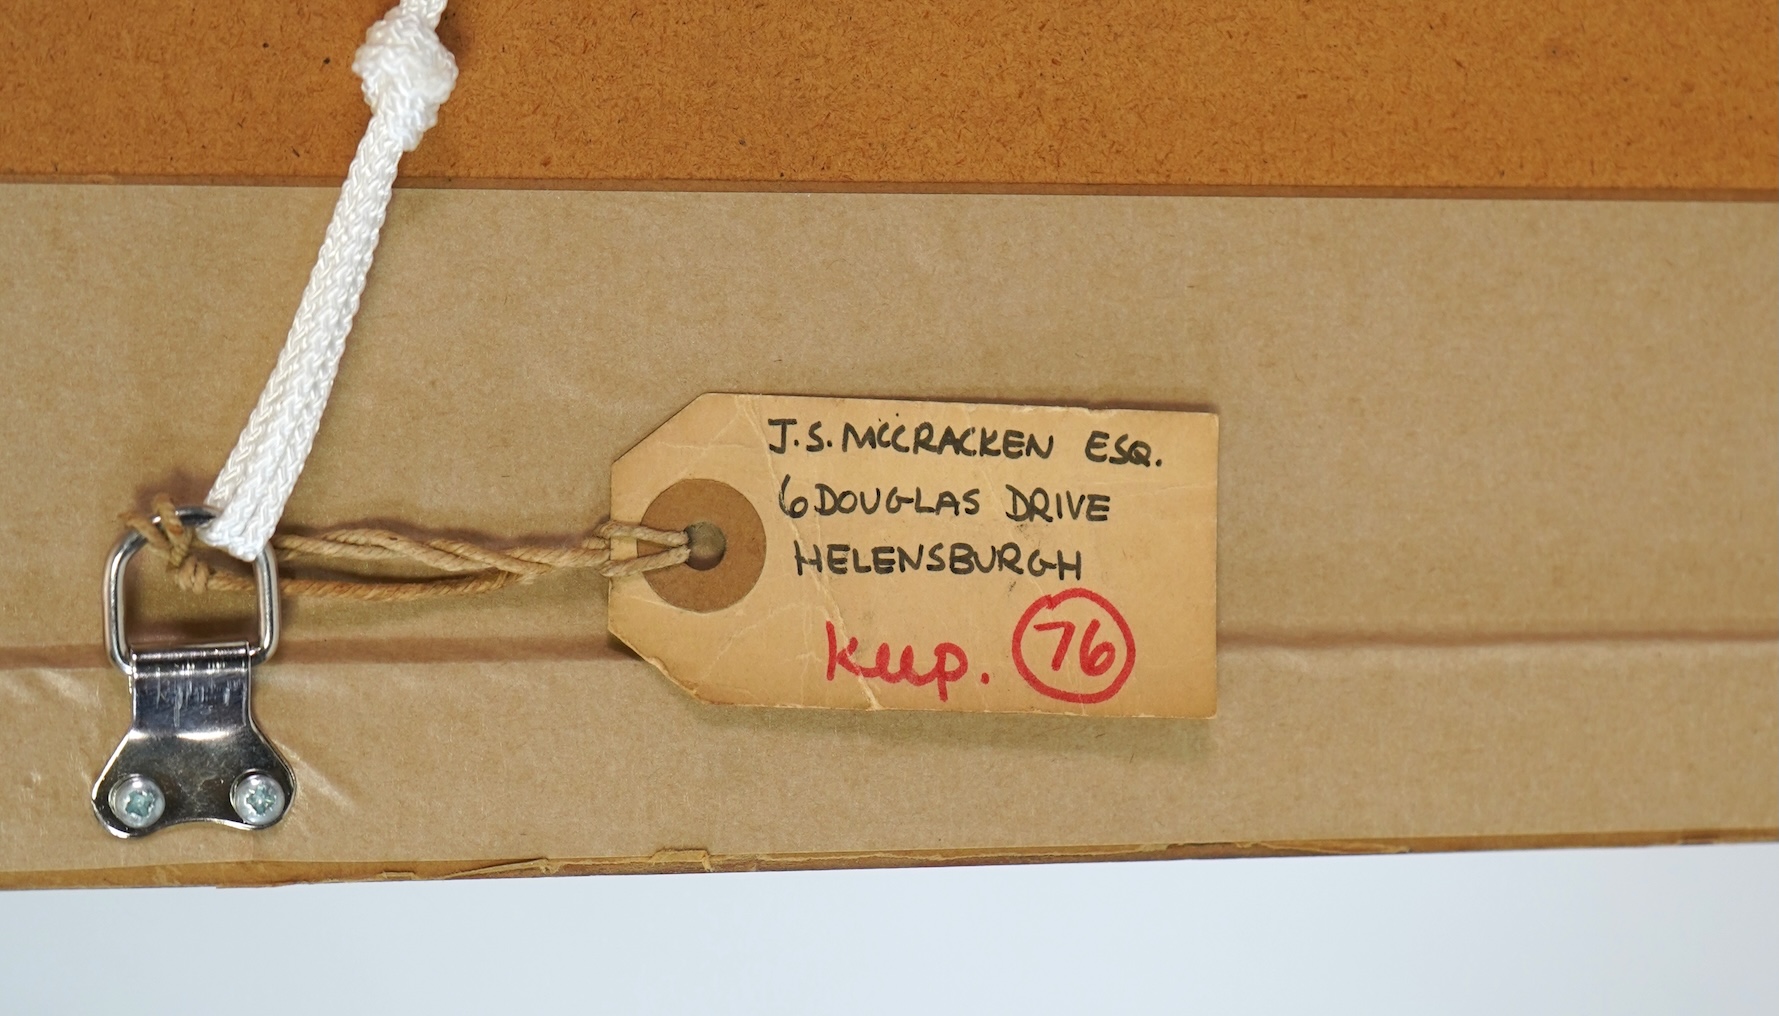 J.S. MCCRACKEN ESQ.
6 DOUGLAS DRIVE
HELENSBURGH
Keep. 76